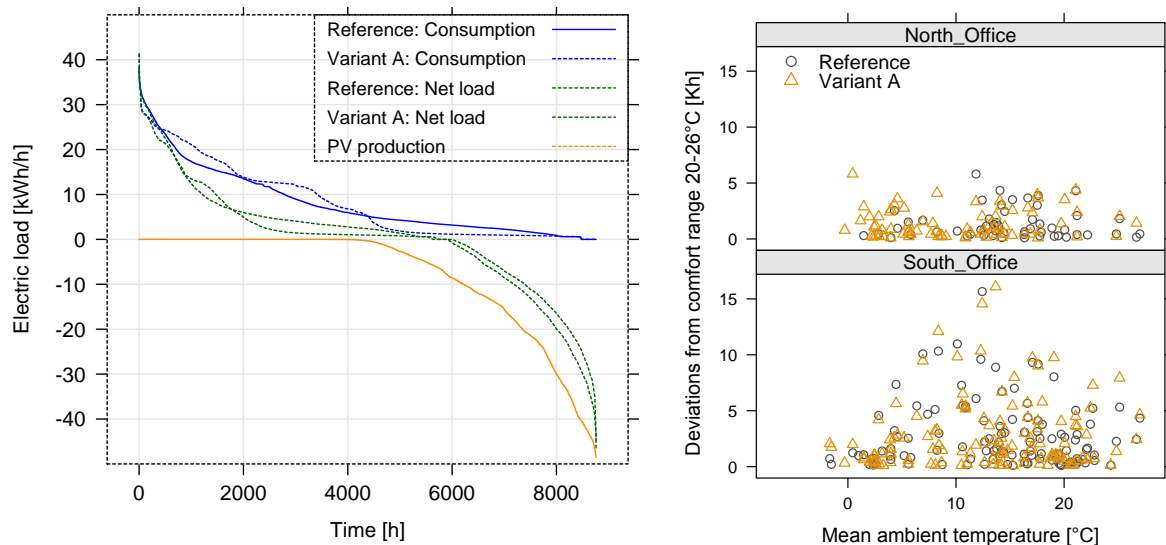 Reference: Consumption
Variant A: Consumption
Reference: Net load
Variant A: Net load
PV production
40
30
20
10
0
-10
-20
-30
-40
Electric load [kWh/h]
0 2000 4000 6000 8000
Time [h]
North_Office
Reference
Variant A
15
10
5
0
South_Office
15
10
5
0
Deviations from comfort range 20-26°C [Kh]
0 10 20
Mean ambient temperature [°C]